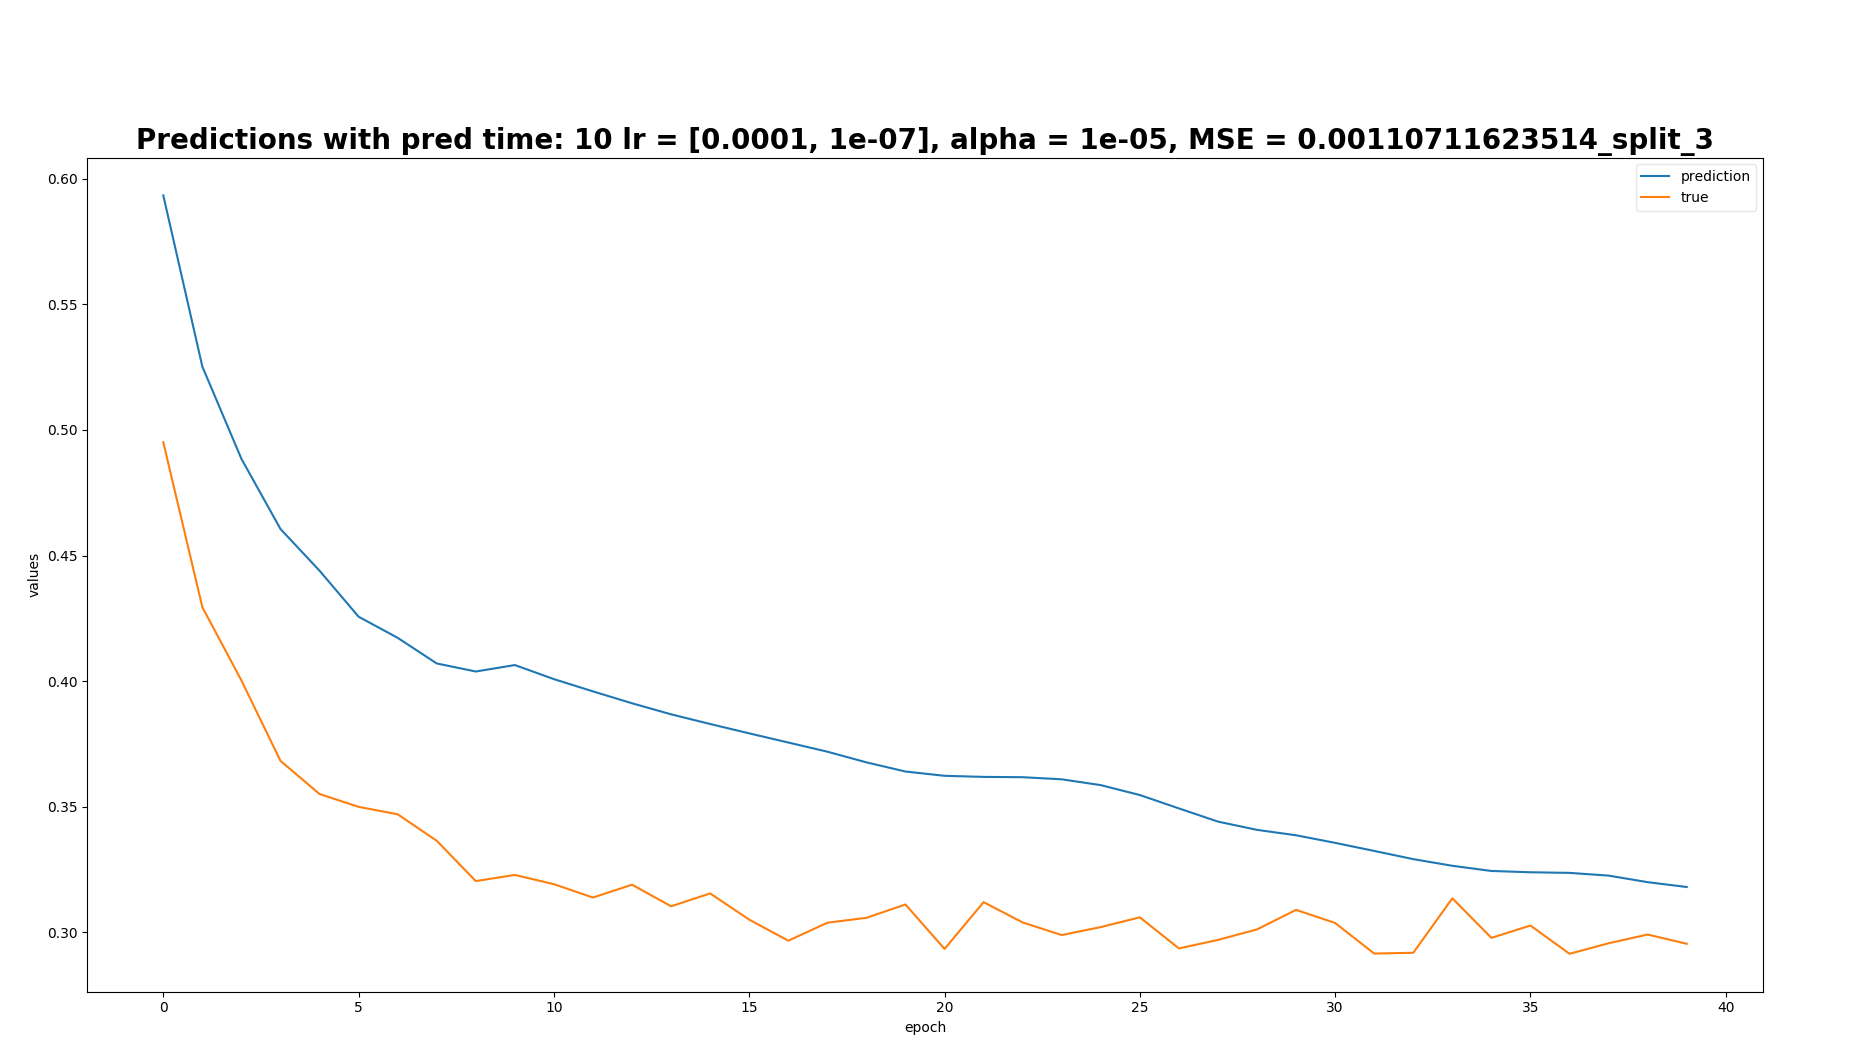 Predictions with pred time: 10 lr = [0.0001, 1e-07], alpha = 1e-05, MSE = 0.00110711623514_split_3
prediction
true
0.60
0.55
0.50
0.45
0.40
0.35
0.30
values
0 5 10 15 20 25 30 35 40
epoch